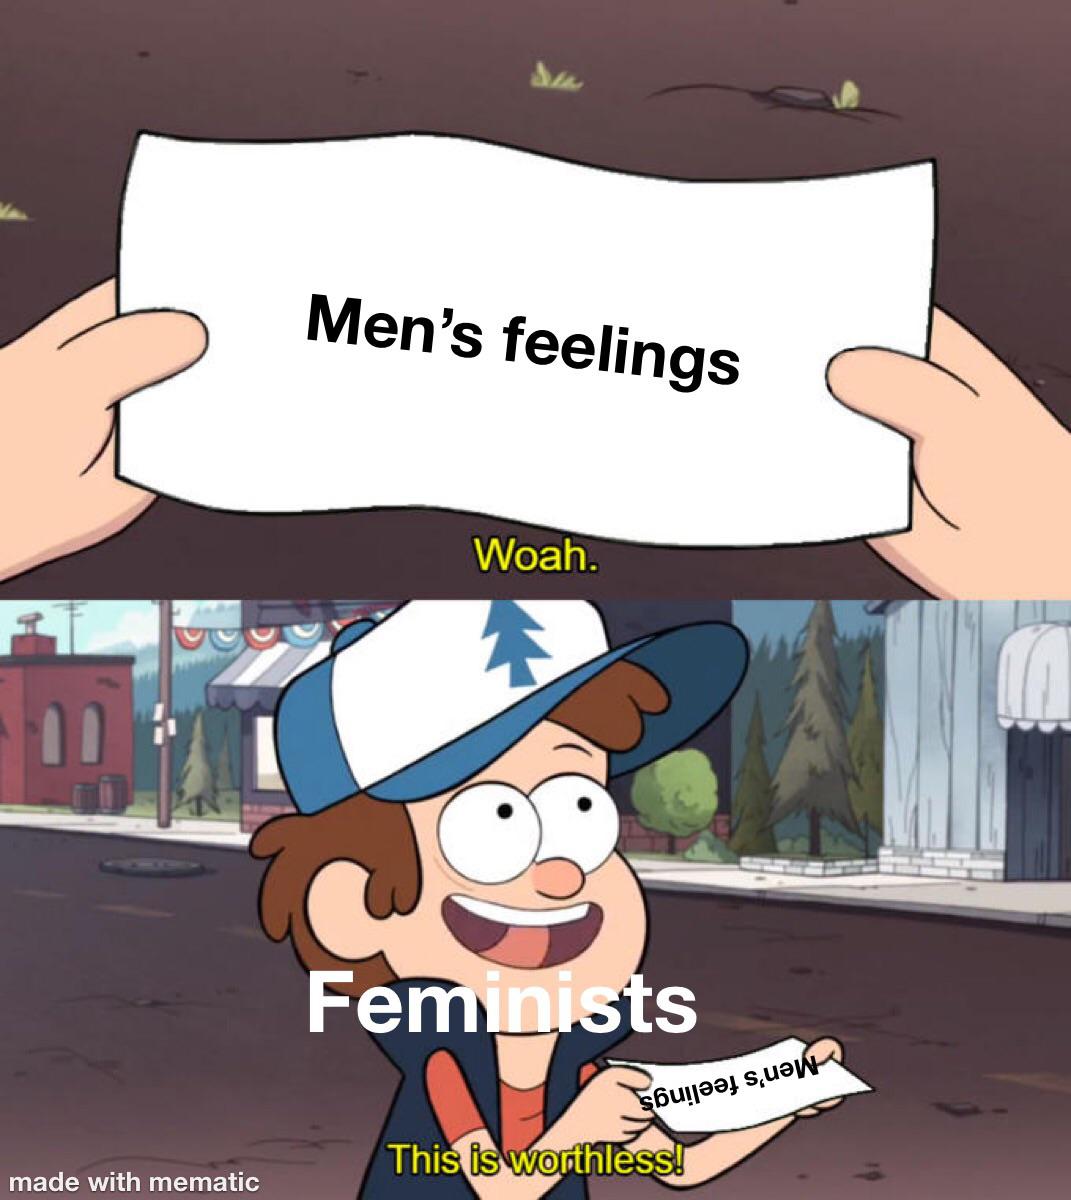 Men’s feelings
Woah.
Feminists
Men’s feelings
This is worthless!
made with mematic